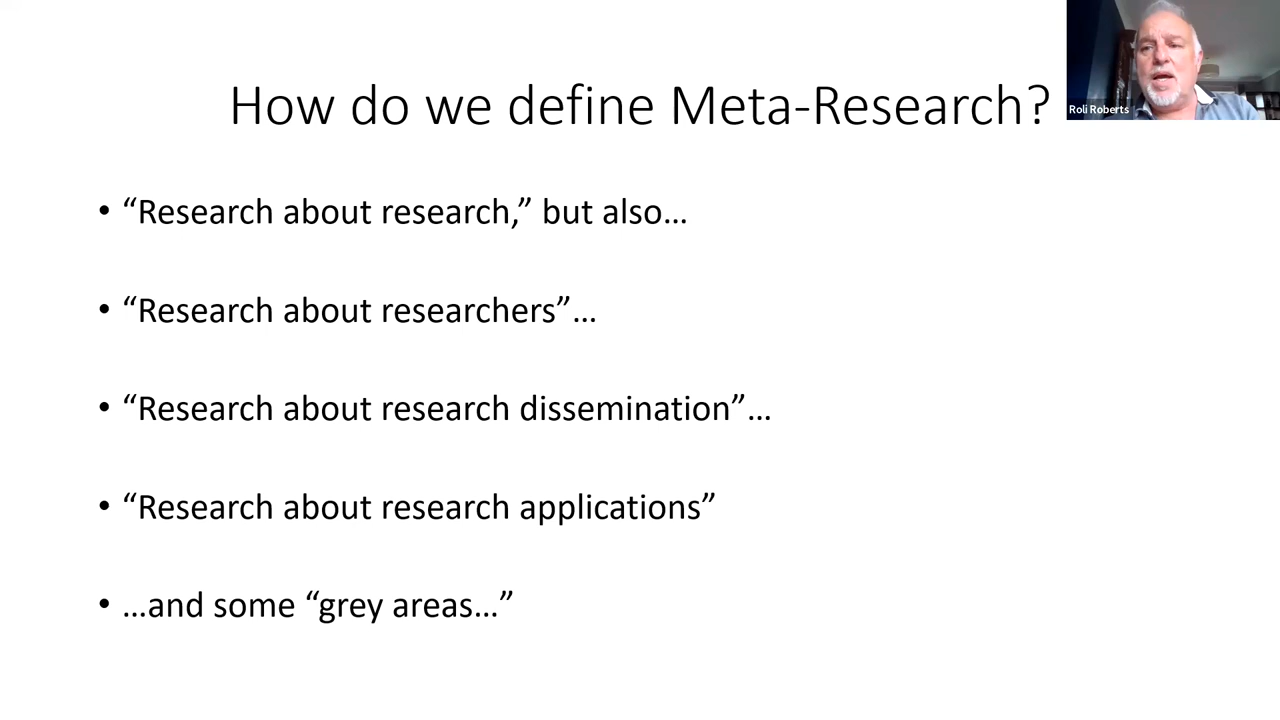 How do we define Meta-Research?
Roli Roberts
• “Research about research,” but also…
• “Research about researchers”…
• “Research about research dissemination”…
• “Research about research applications”
• …and some “grey areas…”